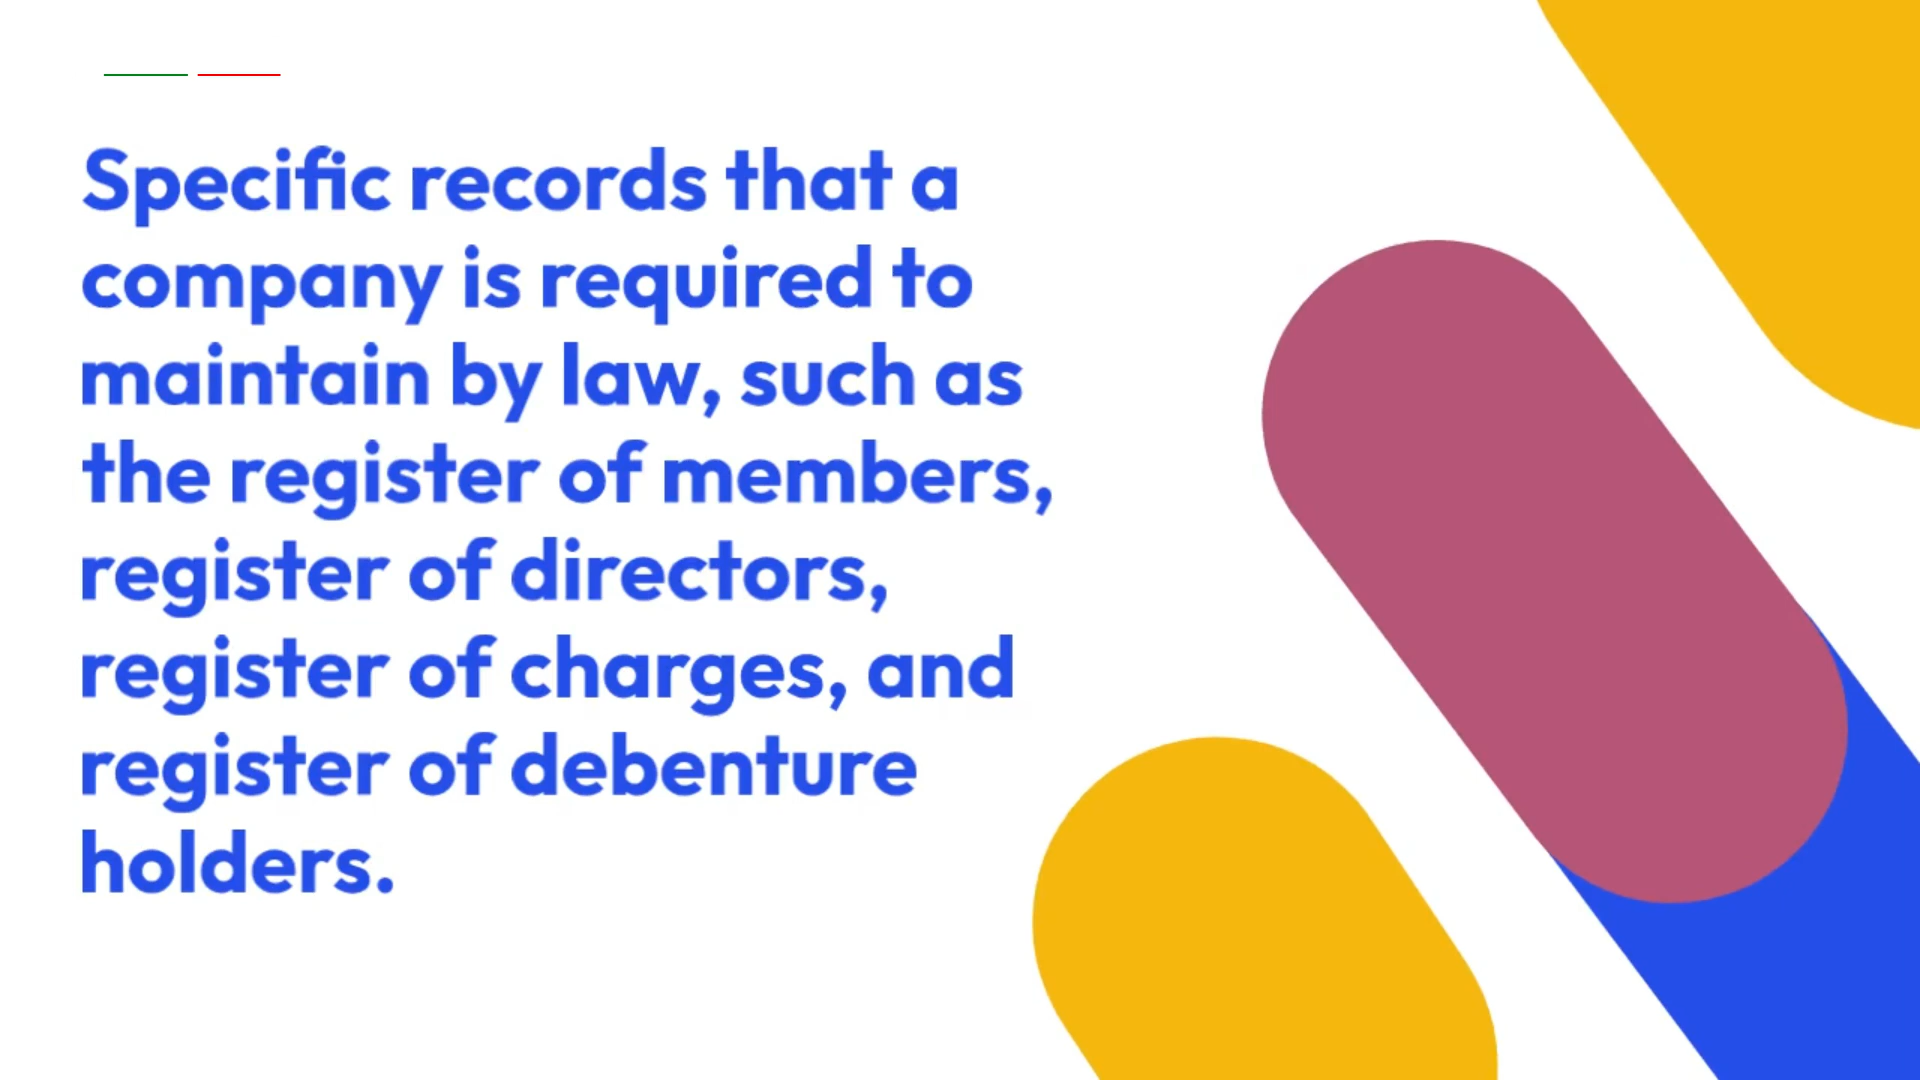 Specific records that a
company is required to
maintain by law, such as
the register of members,
register of directors,
register of charges, and
register of debenture
holders.